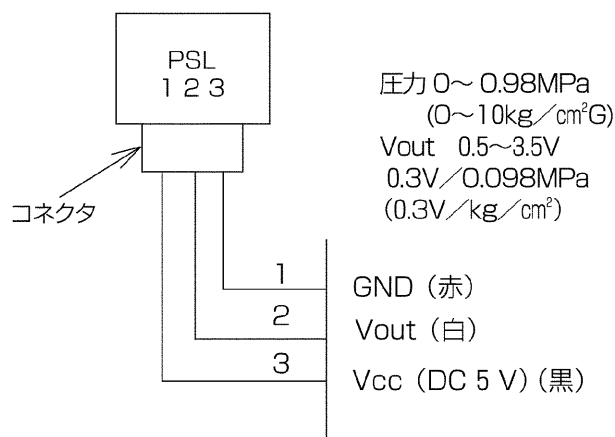 PSL
1 2 3
圧力 0～0.98MPa
(0～10kg／cm²G)
Vout 0.5～3.5V
0.3V／0.098MPa
(0.3V／kg／cm²)
コネクタ
1 GND（赤）
2 Vout（白）
3 Vcc（DC 5 V）（黒）